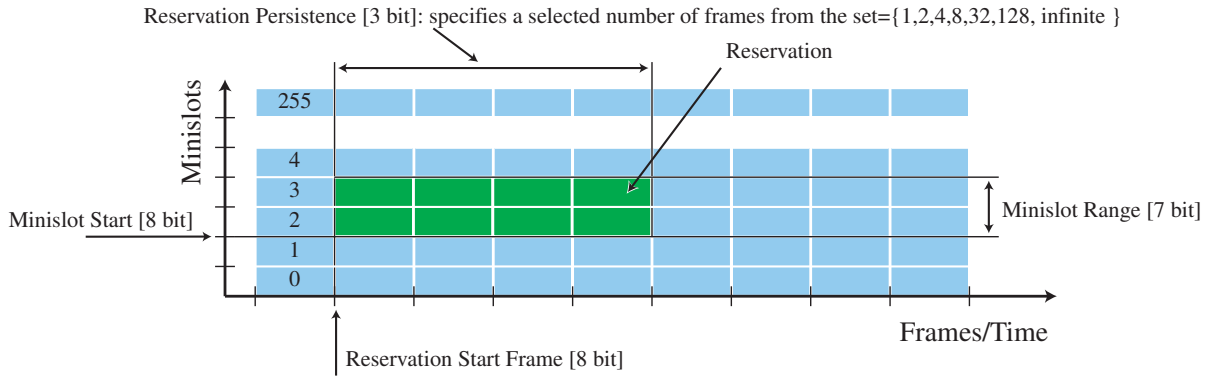 Reservation Persistence [3 bit]: specifies a selected number of frames from the set={1,2,4,8,32,128, infinite }
Reservation
Minislots
255
4
3
2
1
0
Minislot Start [8 bit]
Minislot Range [7 bit]
Frames/Time
Reservation Start Frame [8 bit]